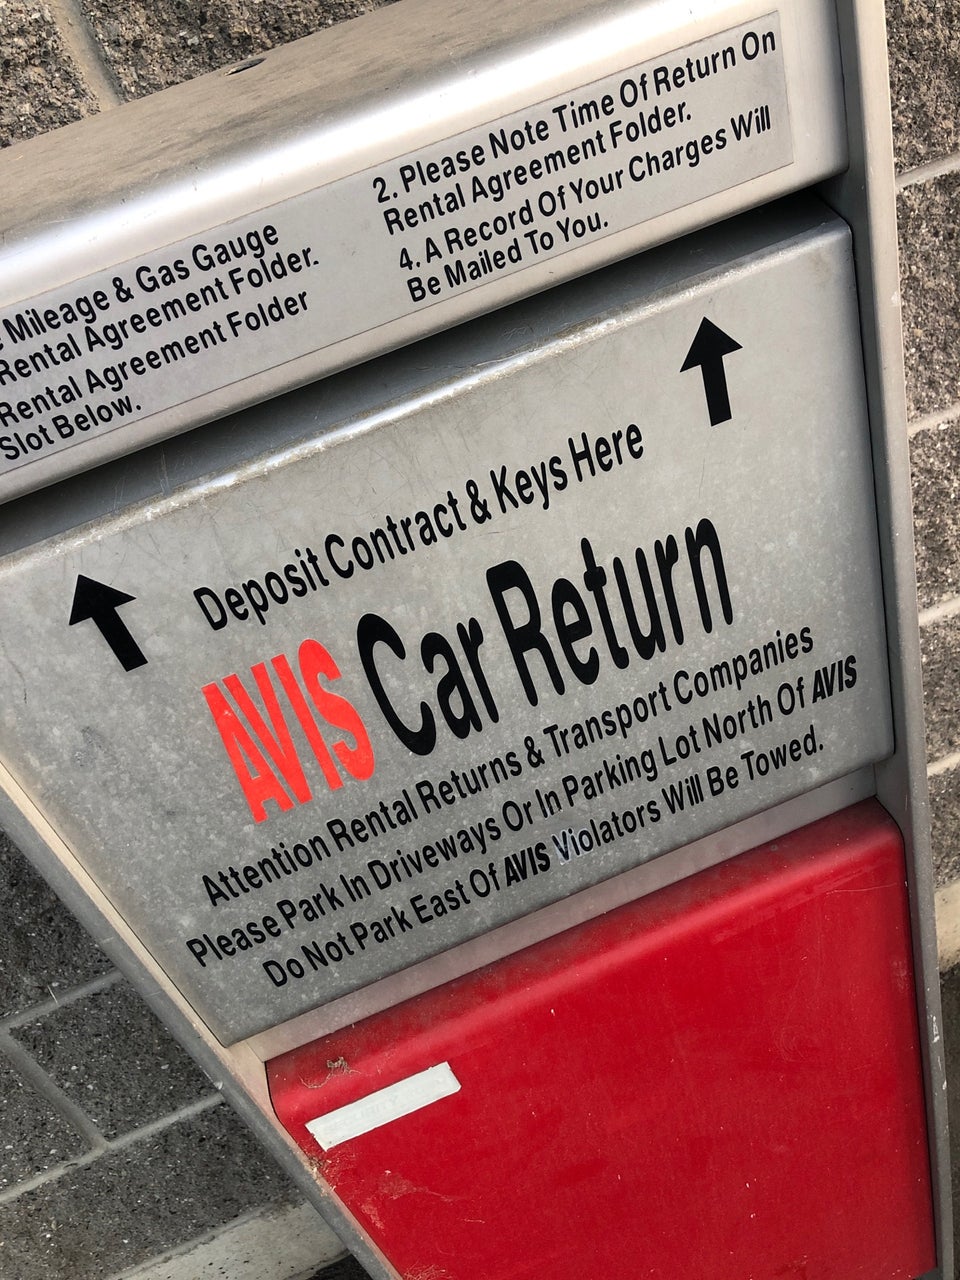 Mileage & Gas Gauge
Rental Agreement Folder.
Rental Agreement Folder
Slot Below.
2. Please Note Time Of Return On
Rental Agreement Folder.
4. A Record Of Your Charges Will
Be Mailed To You.
Deposit Contract & Keys Here
AVIS Car Return
Attention Rental Returns & Transport Companies
Please Park In Driveways Or In Parking Lot North Of AVIS
Do Not Park East Of AVIS Violators Will Be Towed.